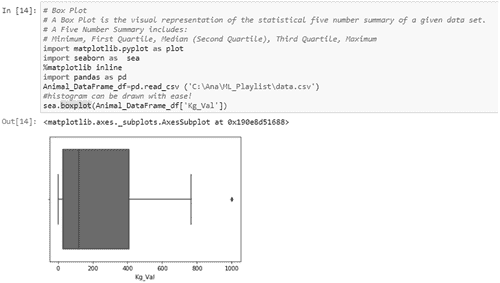 In [14]:
# Box Plot
# A Box Plot is the visual representation of the statistical five number summary of a given data set.
# A Five Number Summary includes:
# Minimum, First Quartile, Median (Second Quartile), Third Quartile, Maximum
import matplotlib.pyplot as plot
import seaborn as  sea
%matplotlib inline
import pandas as pd
Animal_DataFrame_df=pd.read_csv ('C:\Ana\ML_Playlist\data.csv')
#histogram can be drawn with ease!
sea.boxplot(Animal_DataFrame_df['Kg_Val'])
Out[14]: <matplotlib.axes._subplots.AxesSubplot at 0x190e8d51688>
0 200 400 600 800 1000
Kg_Val